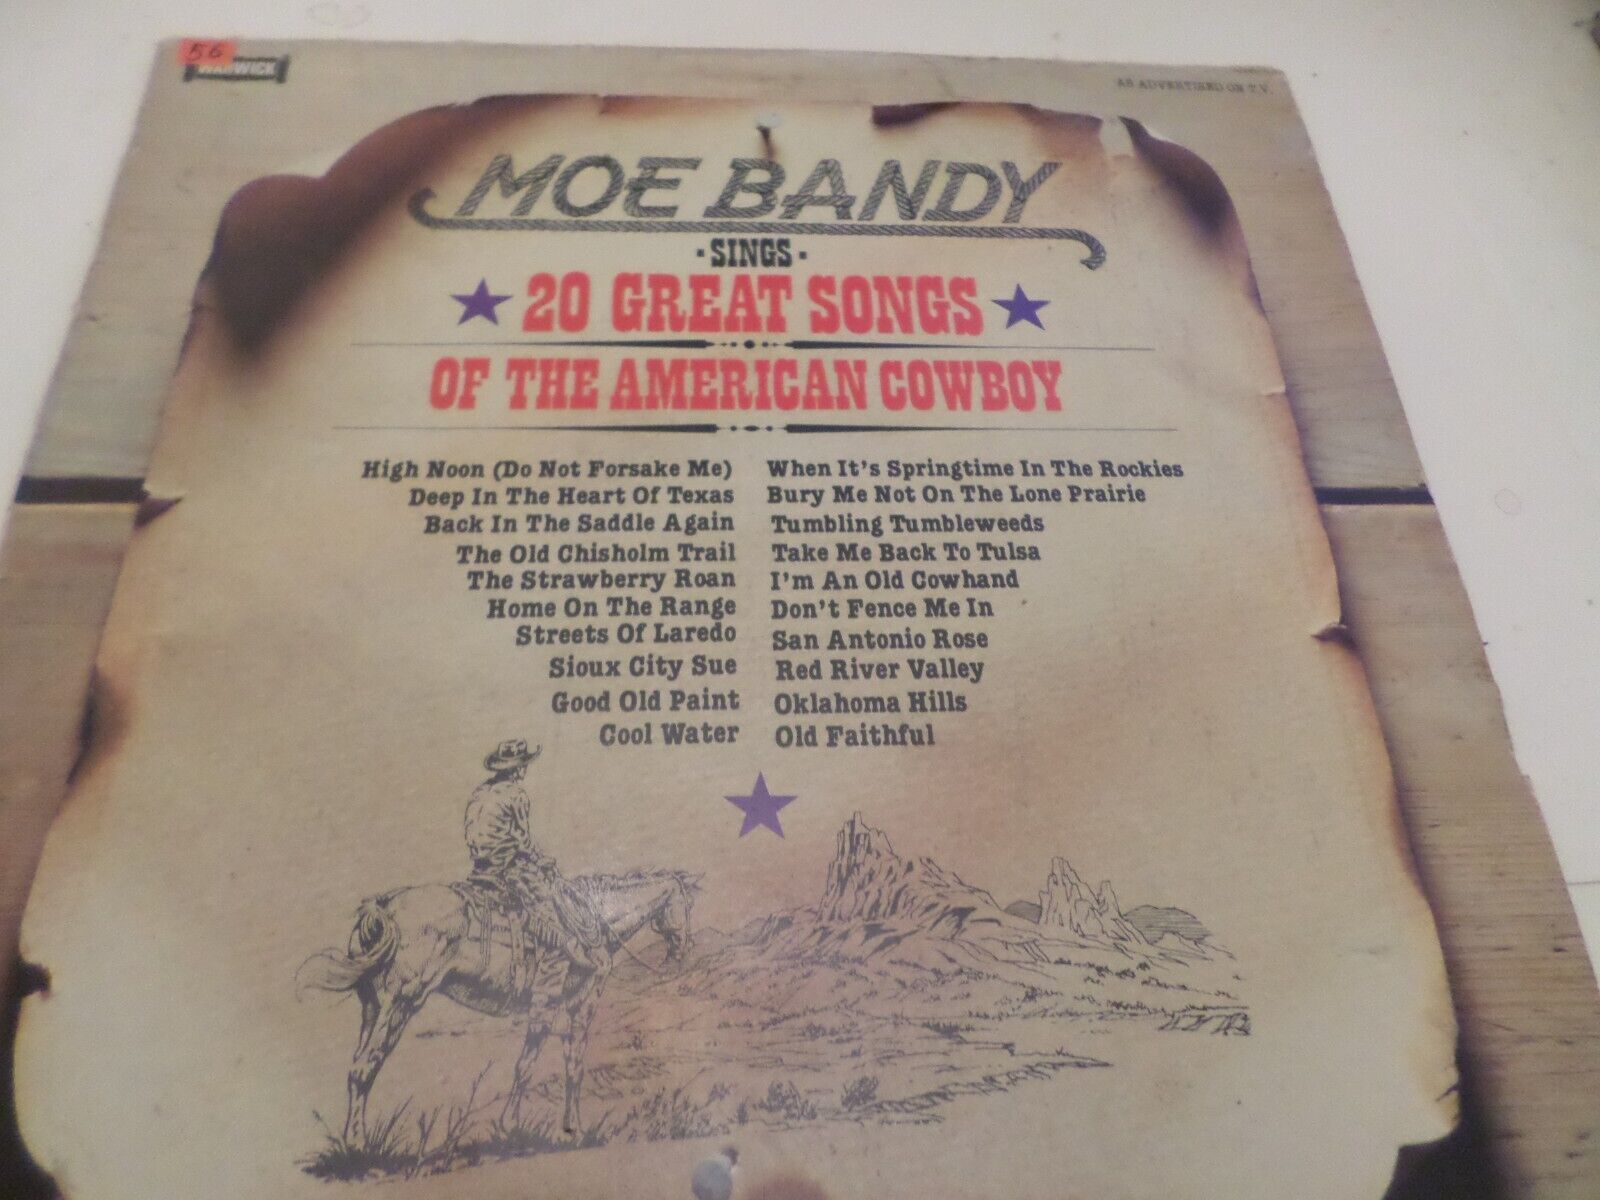 56
WARWICK
AS ADVERTISED ON T.V.
MOE BANDY
·SINGS·
20 GREAT SONGS
OF THE AMERICAN COWBOY
High Noon (Do Not Forsake Me)
Deep In The Heart Of Texas
Back In The Saddle Again
The Old Chisholm Trail
The Strawberry Roan
Home On The Range
Streets Of Laredo
Sioux City Sue
Good Old Paint
Cool Water
When It's Springtime In The Rockies
Bury Me Not On The Lone Prairie
Tumbling Tumbleweeds
Take Me Back To Tulsa
I'm An Old Cowhand
Don't Fence Me In
San Antonio Rose
Red River Valley
Oklahoma Hills
Old Faithful